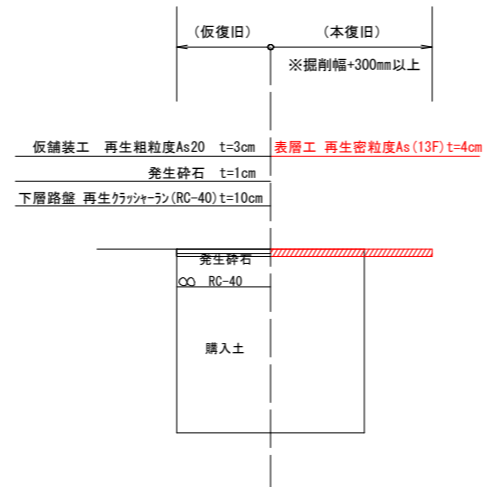 (仮復旧)
(本復旧)
※掘削幅+300mm以上
仮舗装工 再生粗粒度As20 t=3cm
表層工 再生密粒度As(13F)t=4cm
発生砕石 t=1cm
下層路盤 再生クラッシャーラン(RC-40)t=10cm
発生砕石
RC-40
購入土